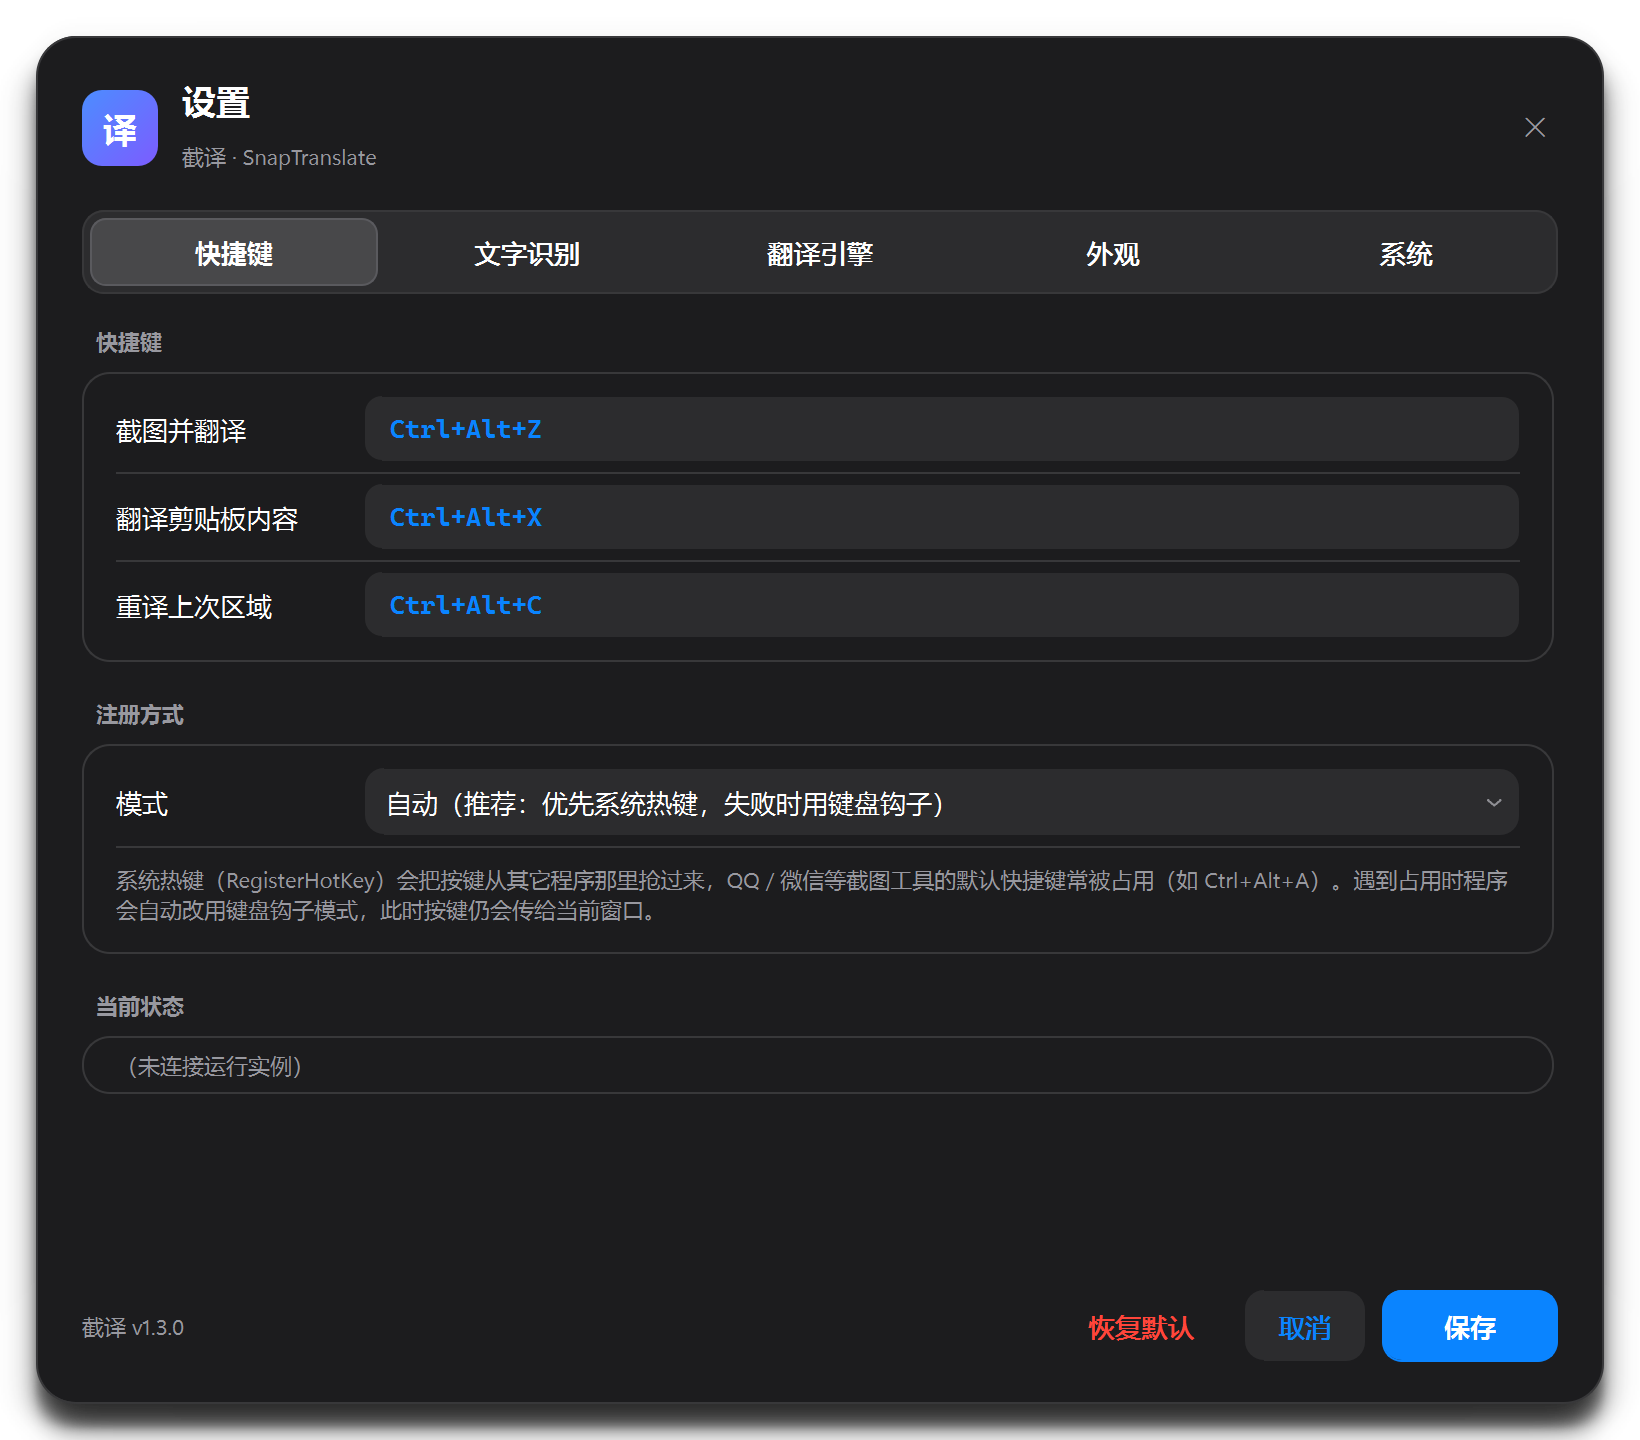 译
设置
截译 · SnapTranslate
快捷键 文字识别 翻译引擎 外观 系统
快捷键
截图并翻译 Ctrl+Alt+Z
翻译剪贴板内容 Ctrl+Alt+X
重译上次区域 Ctrl+Alt+C
注册方式
模式 自动（推荐：优先系统热键，失败时用键盘钩子）
系统热键（RegisterHotKey）会把按键从其它程序那里抢过来，QQ / 微信等截图工具的默认快捷键常被占用（如 Ctrl+Alt+A）。遇到占用时程序
会自动改用键盘钩子模式，此时按键仍会传给当前窗口。
当前状态
（未连接运行实例）
截译 v1.3.0 恢复默认 取消 保存